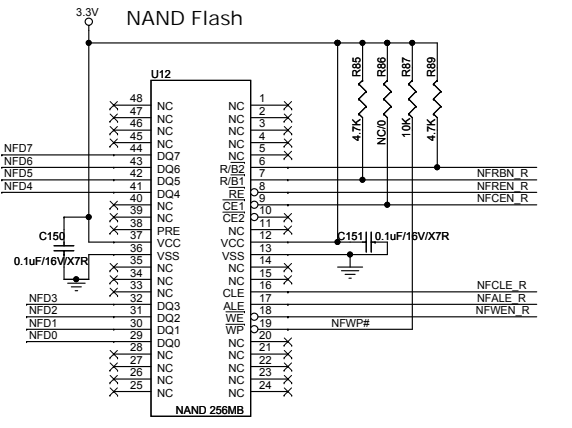 3.3V
NAND Flash
U12
R85
R86
R87
R89
4.7K
NC/0
10K
4.7K
48 NC NC 1
47 NC NC 2
46 NC NC 3
45 NC NC 4
NFD7 44 DQ7 NC 5
NFD6 43 DQ6 R/B2 6
NFD5 42 DQ5 R/B1 7 NFRBN_R
NFD4 41 DQ4 RE 8 NFREN_R
40 NC CE1 9 NFCEN_R
39 NC CE2 10
38 PRE NC 11
37 VCC VCC 12
36 VSS VSS 13
C150
0.1uF/16V/X7R
C151 0.1uF/16V/X7R
35 NC NC 14
34 NC NC 15
33 NC CLE 16 NFCLE_R
NFD3 32 DQ3 ALE 17 NFALE_R
NFD2 31 DQ2 WE 18 NFWEN_R
NFD1 30 DQ1 WP 19 NFWP#
NFD0 29 DQ0 NC 20
28 NC NC 21
27 NC NC 22
26 NC NC 23
25 NC NC 24
NAND 256MB